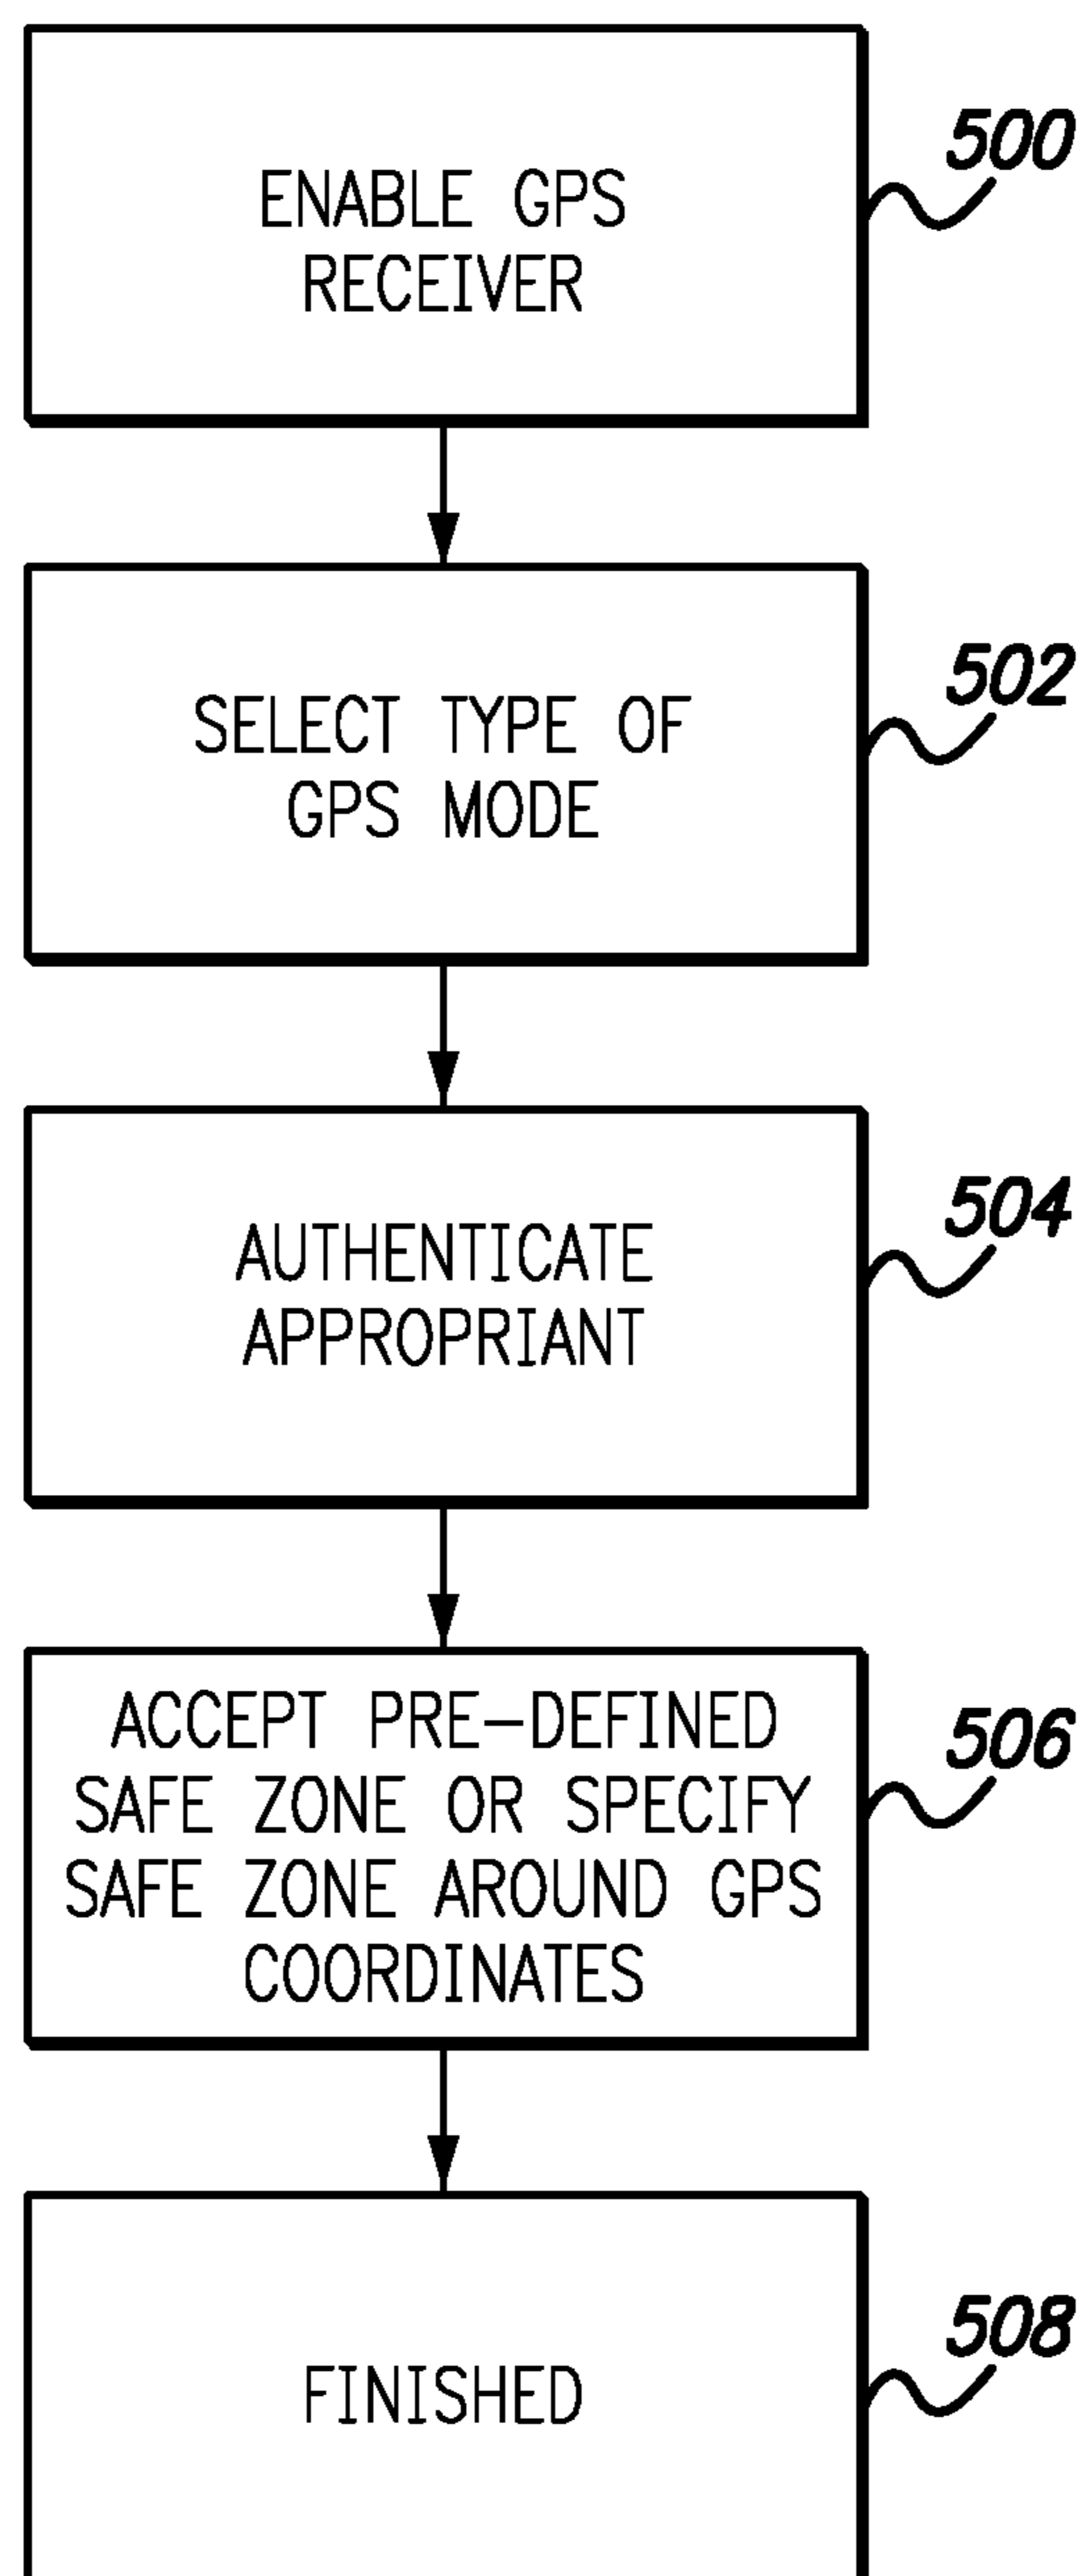 ENABLE GPS
RECEIVER
500
SELECT TYPE OF
GPS MODE
502
AUTHENTICATE
APPROPRIANT
504
ACCEPT PRE-DEFINED
SAFE ZONE OR SPECIFY
SAFE ZONE AROUND GPS
COORDINATES
506
FINISHED
508